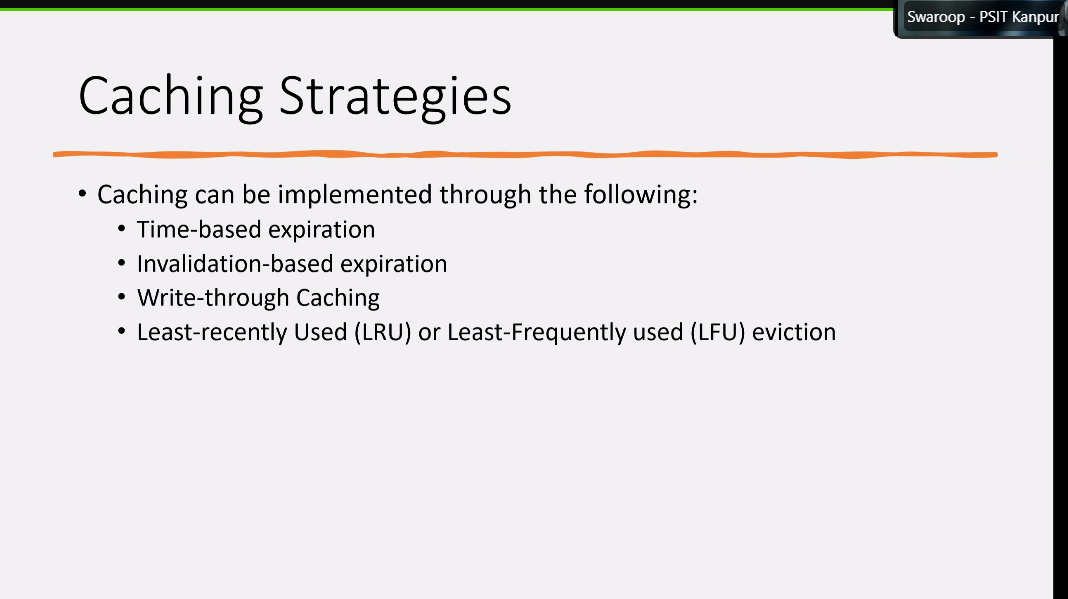 Swaroop - PSIT Kanpur
Caching Strategies
• Caching can be implemented through the following:
• Time-based expiration
• Invalidation-based expiration
• Write-through Caching
• Least-recently Used (LRU) or Least-Frequently used (LFU) eviction